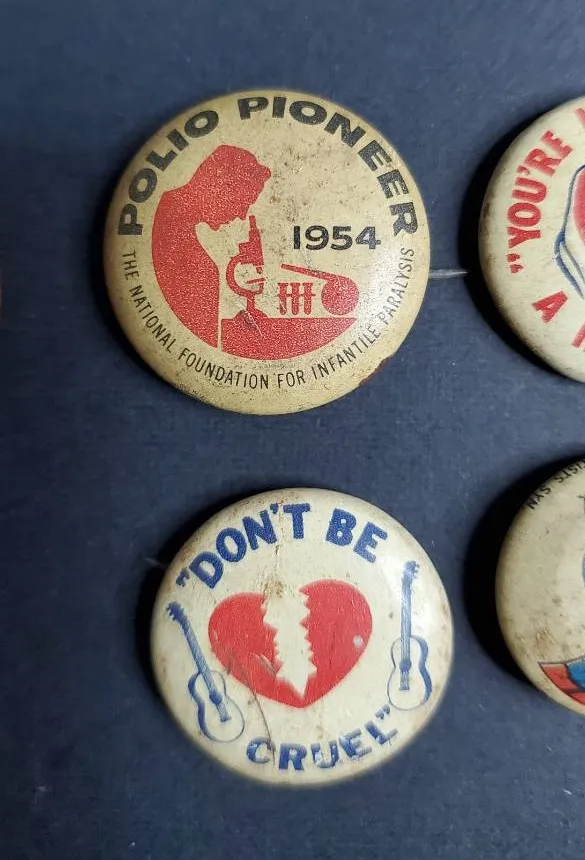 POLIO PIONEER
1954
THE NATIONAL FOUNDATION FOR INFANTILE PARALYSIS
"YOU'RE
A
"DON'T BE
CRUEL"